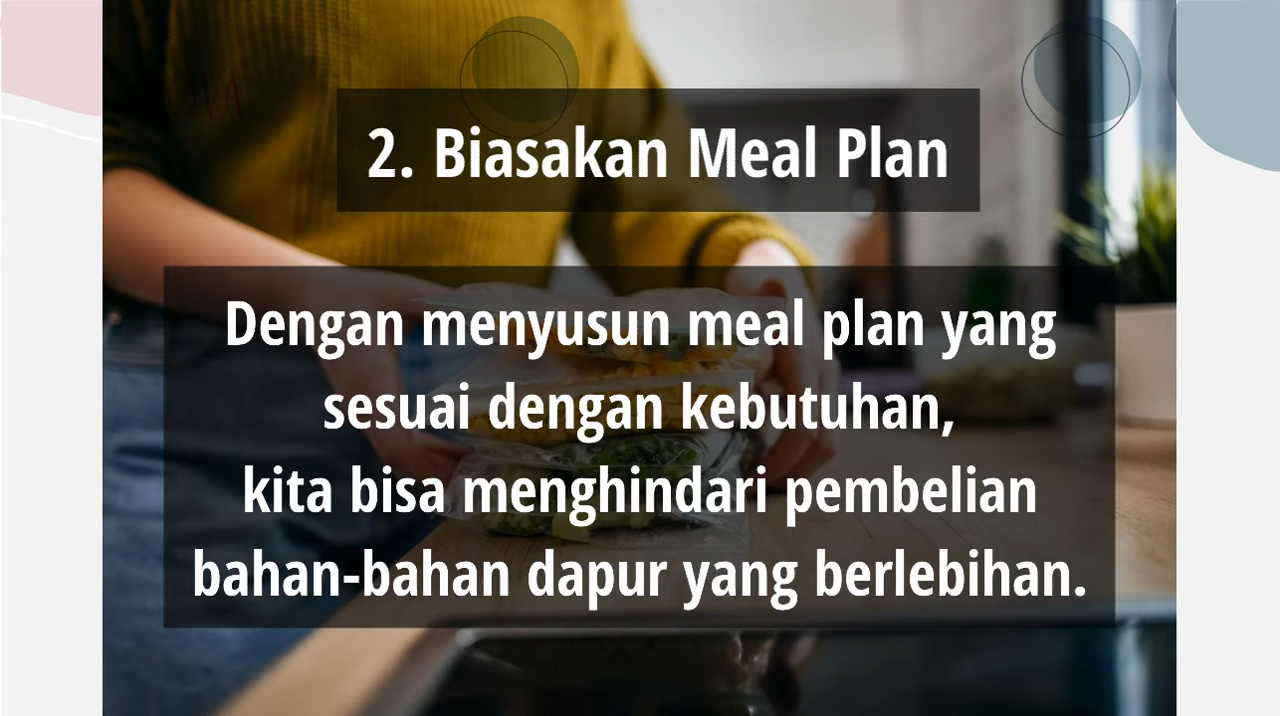 2. Biasakan Meal Plan
Dengan menyusun meal plan yang
sesuai dengan kebutuhan,
kita bisa menghindari pembelian
bahan-bahan dapur yang berlebihan.